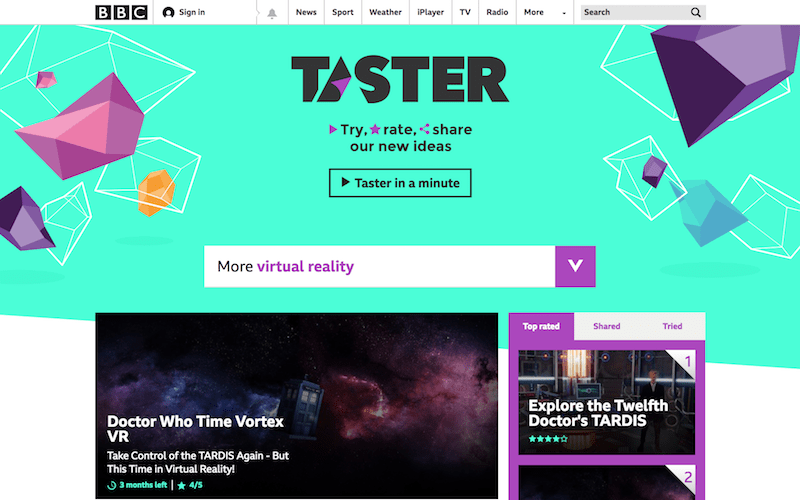 BBC Sign in News Sport Weather iPlayer TV Radio More Search
TASTER
Try, rate, share
our new ideas
Taster in a minute
More virtual reality
Doctor Who Time Vortex
VR
Take Control of the TARDIS Again - But
This Time in Virtual Reality!
3 months left | 4/5
Top rated Shared Tried
1
Explore the Twelfth
Doctor's TARDIS
2